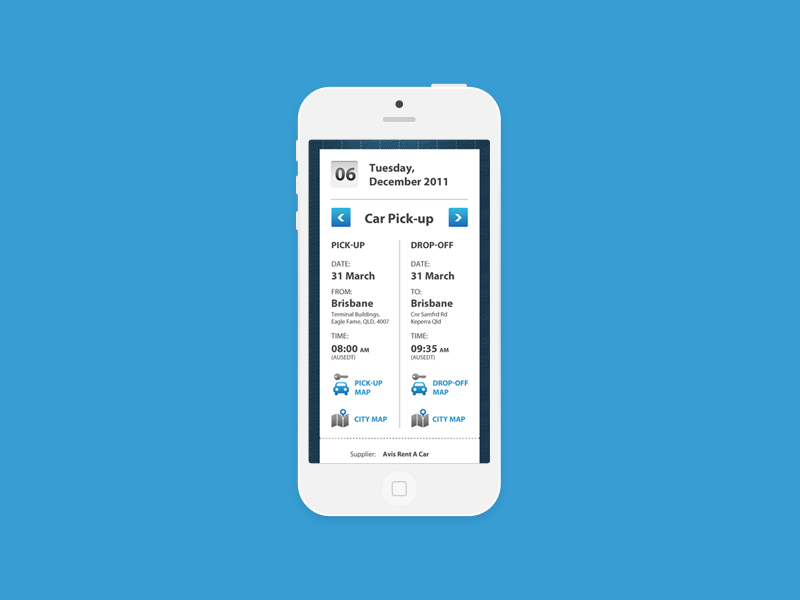 06
Tuesday,
December 2011
Car Pick-up
PICK-UP
DATE:
31 March
FROM:
Brisbane
Terminal Buildings,
Eagle Fame, QLD, 4007
TIME:
08:00 AM
(AUSEDT)
PICK-UP
MAP
CITY MAP
DROP-OFF
DATE:
31 March
TO:
Brisbane
Cnr Samfrd Rd
Keperra Qld
TIME:
09:35 AM
(AUSEDT)
DROP-OFF
MAP
CITY MAP
Supplier: Avis Rent A Car